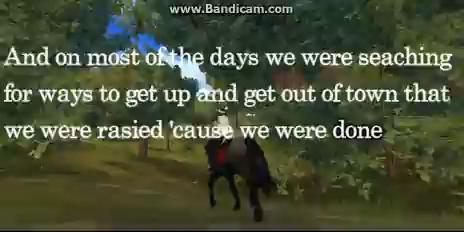 www.Bandicam.com
And on most of the days we were seaching
for ways to get up and get out of town that
we were rasied 'cause we were done